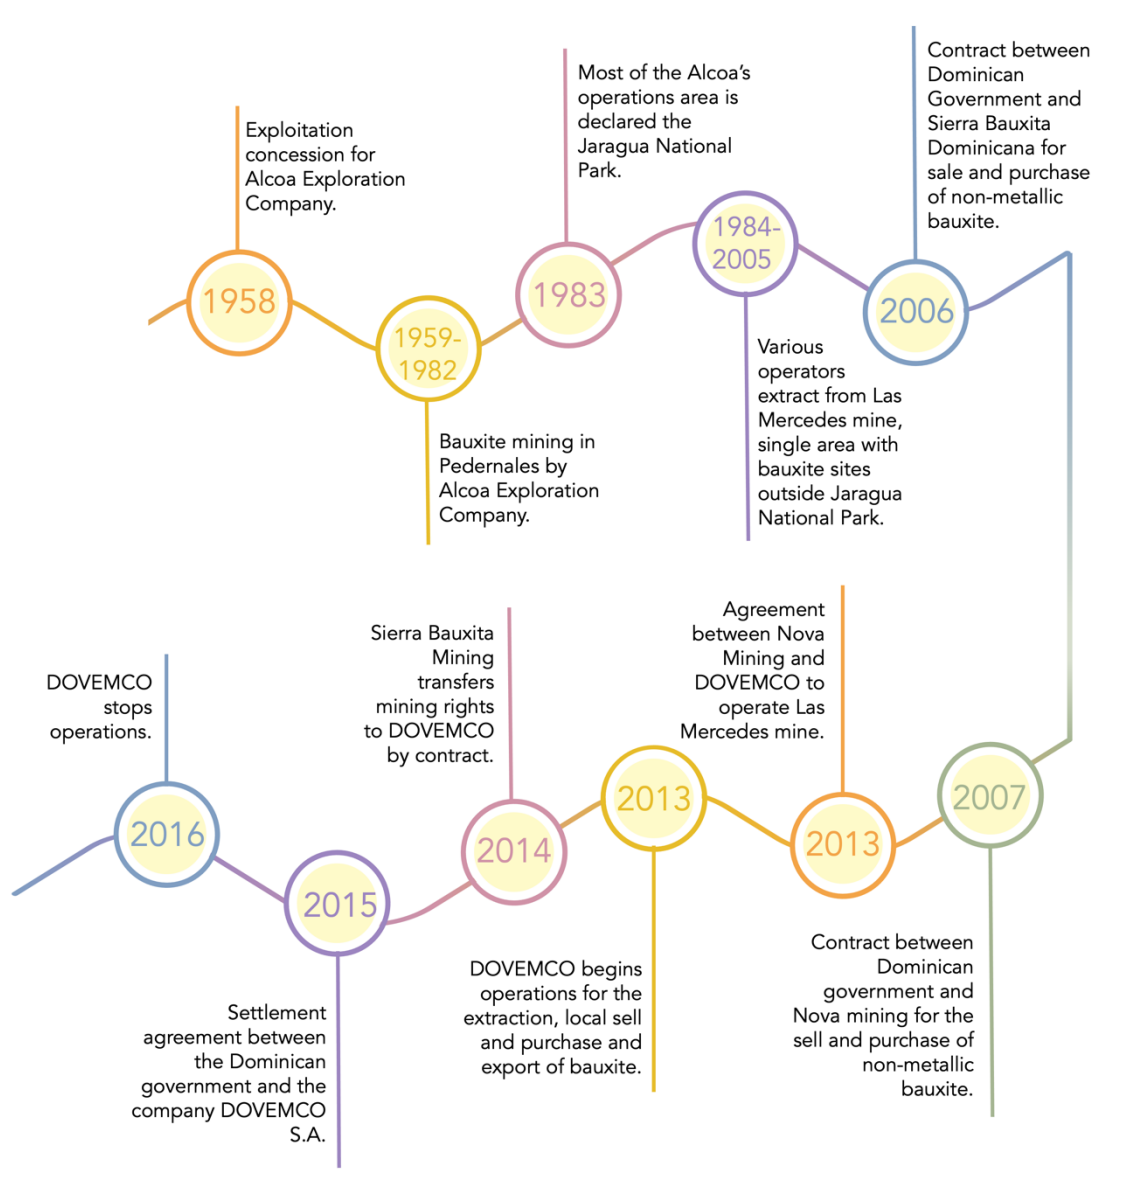 1958
Exploitation
concession for
Alcoa Exploration
Company.
1959-
1982
Bauxite mining in
Pedernales by
Alcoa Exploration
Company.
1983
Most of the Alcoa’s
operations area is
declared the
Jaragua National
Park.
1984-
2005
Various
operators
extract from Las
Mercedes mine,
single area with
bauxite sites
outside Jaragua
National Park.
2006
Contract between
Dominican
Government and
Sierra Bauxita
Dominicana for
sale and purchase
of non-metallic
bauxite.
2007
Contract between
Dominican
government and
Nova mining for the
sell and purchase of
non-metallic
bauxite.
2013
Agreement
between Nova
Mining and
DOVEMCO to
operate Las
Mercedes mine.
2013
DOVEMCO begins
operations for the
extraction, local sell
and purchase and
export of bauxite.
2014
Sierra Bauxita
Mining
transfers
mining rights
to DOVEMCO
by contract.
2015
Settlement
agreement between
the Dominican
government and the
company DOVEMCO
S.A.
2016
DOVEMCO
stops
operations.